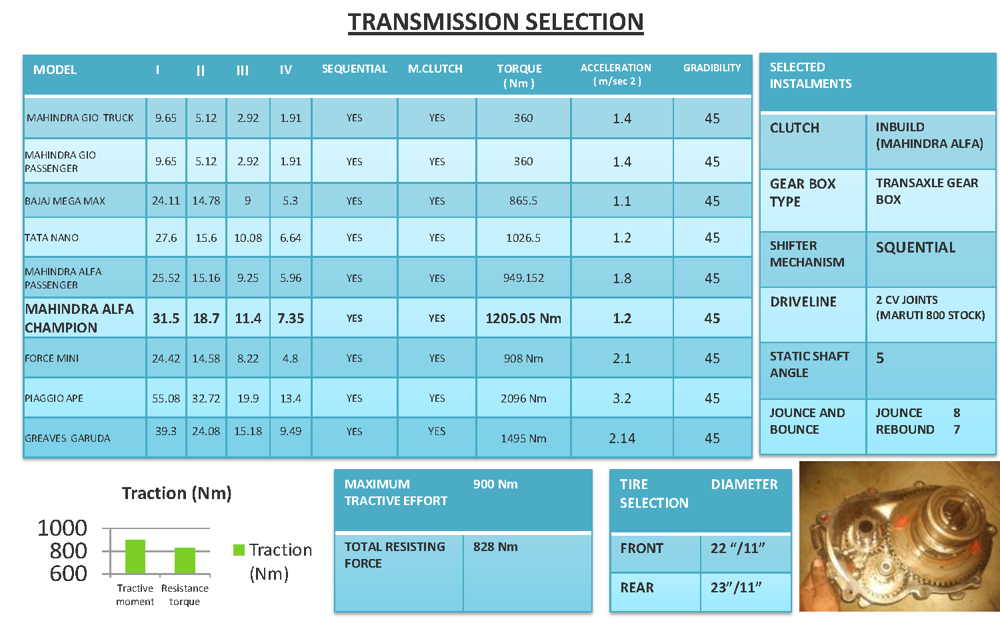 TRANSMISSION SELECTION
MODEL I II III IV SEQUENTIAL M.CLUTCH TORQUE ( Nm ) ACCELERATION ( m/sec 2 ) GRADIBILITY
MAHINDRA GIO TRUCK 9.65 5.12 2.92 1.91 YES YES 360 1.4 45
MAHINDRA GIO PASSENGER 9.65 5.12 2.92 1.91 YES YES 360 1.4 45
BAJAJ MEGA MAX 24.11 14.78 9 5.3 YES YES 865.5 1.1 45
TATA NANO 27.6 15.6 10.08 6.64 YES YES 1026.5 1.2 45
MAHINDRA ALFA PASSENGER 25.52 15.16 9.25 5.96 YES YES 949.152 1.8 45
MAHINDRA ALFA CHAMPION 31.5 18.7 11.4 7.35 YES YES 1205.05 Nm 1.2 45
FORCE MINI 24.42 14.58 8.22 4.8 YES YES 908 Nm 2.1 45
PIAGGIO APE 55.08 32.72 19.9 13.4 YES YES 2096 Nm 3.2 45
GREAVES GARUDA 39.3 24.08 15.18 9.49 YES YES 1495 Nm 2.14 45
SELECTED
INSTALMENTS
CLUTCH INBUILD
(MAHINDRA ALFA)
GEAR BOX TYPE TRANSAXLE GEAR
BOX
SHIFTER MECHANISM SQUENTIAL
DRIVELINE 2 CV JOINTS
(MARUTI 800 STOCK)
STATIC SHAFT ANGLE 5
JOUNCE AND BOUNCE JOUNCE 8
REBOUND 7
Traction (Nm)
1000
800
600
Tractive moment
Resistance torque
Traction
(Nm)
MAXIMUM TRACTIVE EFFORT 900 Nm
TOTAL RESISTING FORCE 828 Nm
TIRE SELECTION DIAMETER
FRONT 22 “/11”
REAR 23”/11”